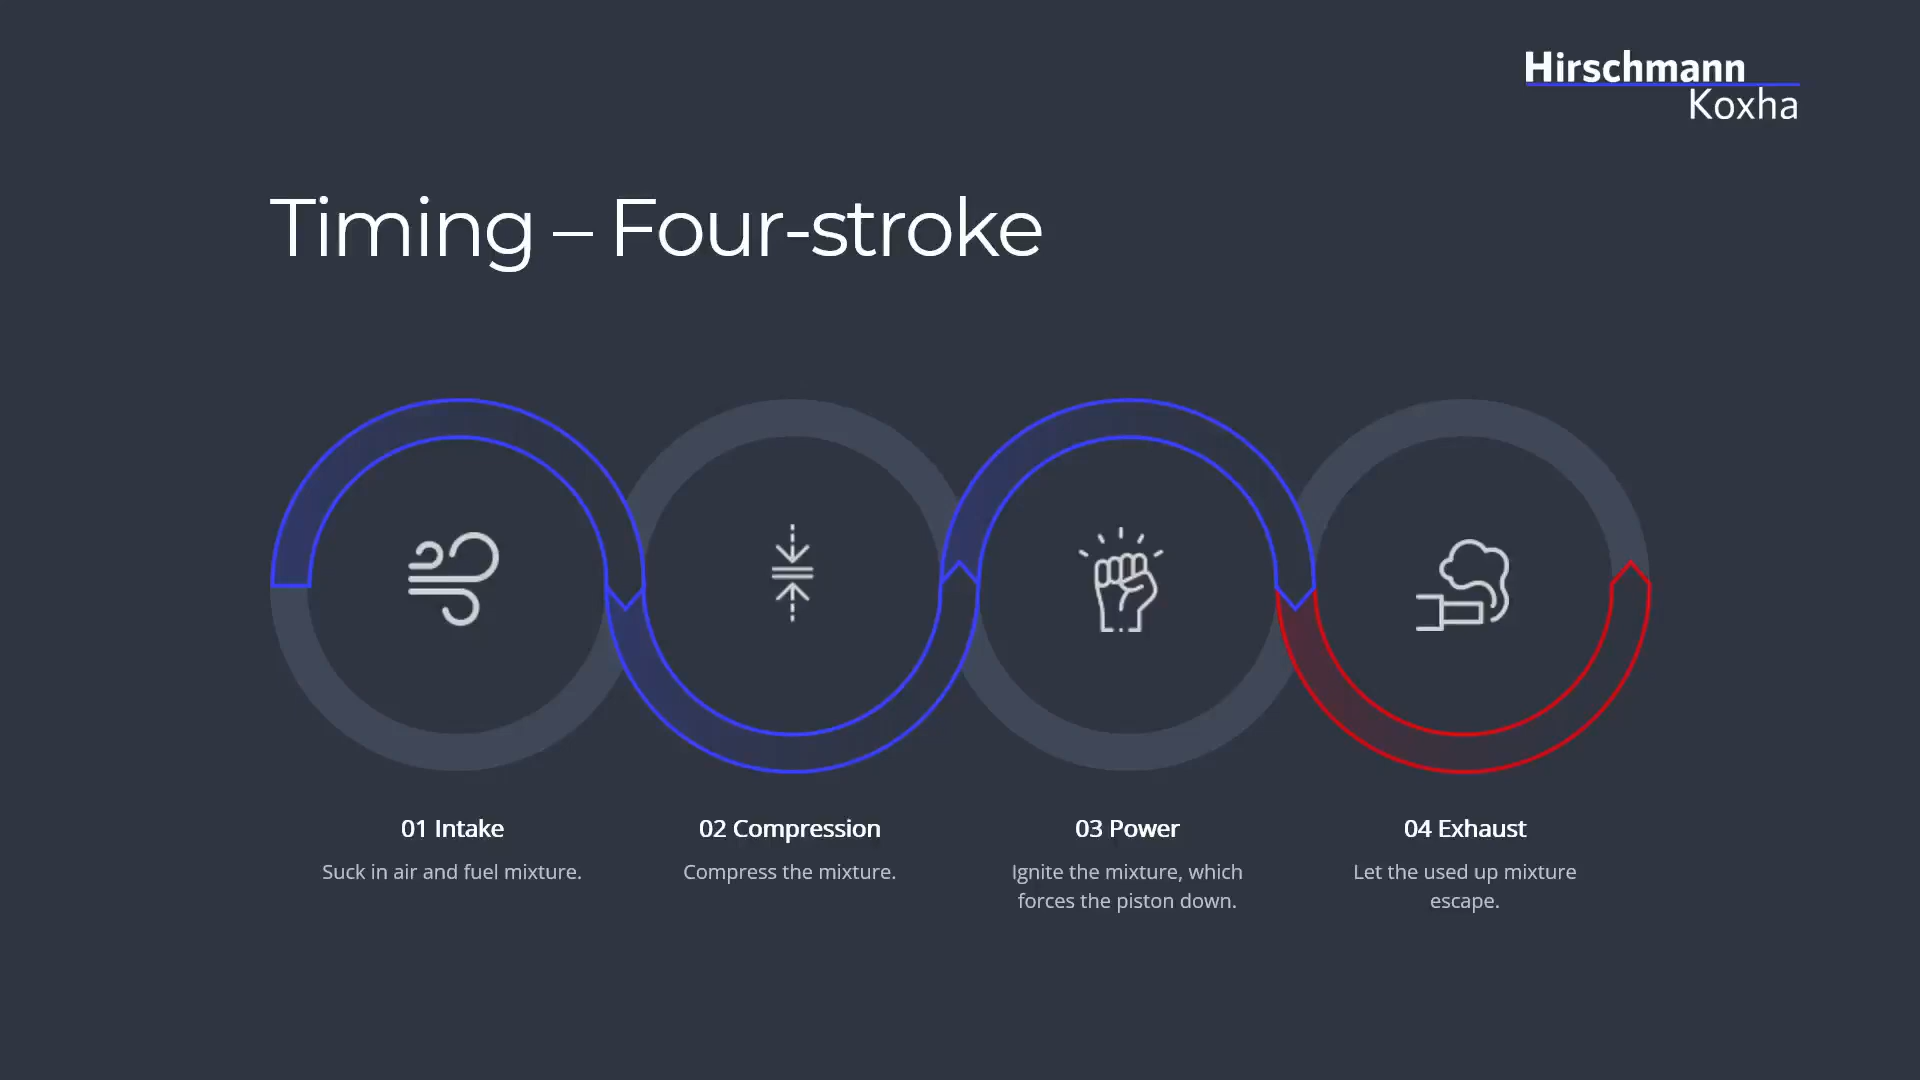 Hirschmann
Koxha
Timing – Four-stroke
01 Intake
Suck in air and fuel mixture.
02 Compression
Compress the mixture.
03 Power
Ignite the mixture, which
forces the piston down.
04 Exhaust
Let the used up mixture
escape.